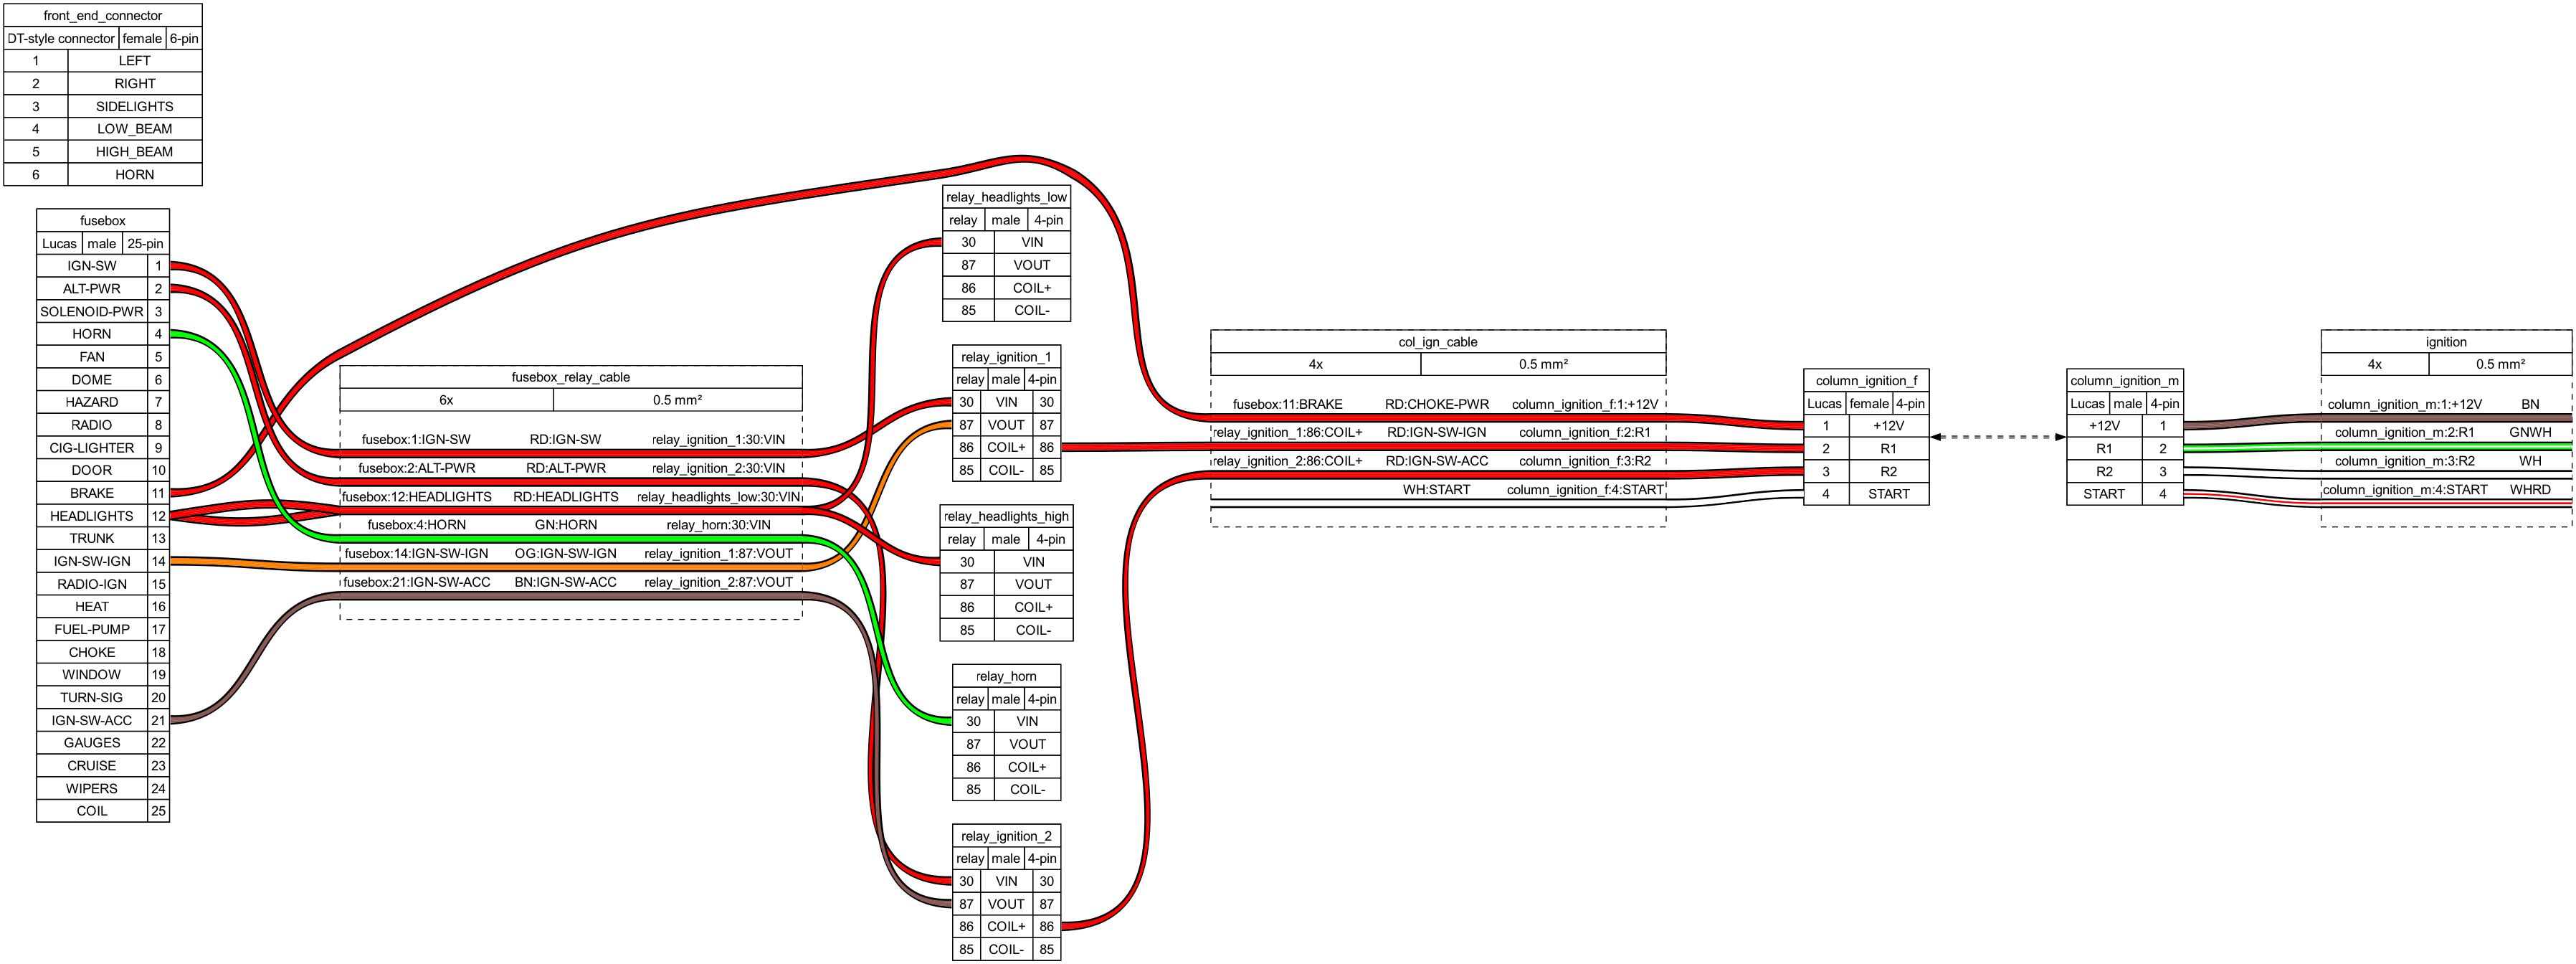 front_end_connector
DT-style connector female 6-pin
1 LEFT
2 RIGHT
3 SIDELIGHTS
4 LOW_BEAM
5 HIGH_BEAM
6 HORN
fusebox
Lucas male 25-pin
IGN-SW 1
ALT-PWR 2
SOLENOID-PWR 3
HORN 4
FAN 5
DOME 6
HAZARD 7
RADIO 8
CIG-LIGHTER 9
DOOR 10
BRAKE 11
HEADLIGHTS 12
TRUNK 13
IGN-SW-IGN 14
RADIO-IGN 15
HEAT 16
FUEL-PUMP 17
CHOKE 18
WINDOW 19
TURN-SIG 20
IGN-SW-ACC 21
GAUGES 22
CRUISE 23
WIPERS 24
COIL 25
fusebox_relay_cable
6x 0.5 mm²
fusebox:1:IGN-SW RD:IGN-SW relay_ignition_1:30:VIN
fusebox:2:ALT-PWR RD:ALT-PWR relay_ignition_2:30:VIN
fusebox:12:HEADLIGHTS RD:HEADLIGHTS relay_headlights_low:30:VIN
fusebox:4:HORN GN:HORN relay_horn:30:VIN
fusebox:14:IGN-SW-IGN OG:IGN-SW-IGN relay_ignition_1:87:VOUT
fusebox:21:IGN-SW-ACC BN:IGN-SW-ACC relay_ignition_2:87:VOUT
relay_headlights_low
relay male 4-pin
30 VIN
87 VOUT
86 COIL+
85 COIL-
relay_ignition_1
relay male 4-pin
30 VIN 30
87 VOUT 87
86 COIL+ 86
85 COIL- 85
relay_headlights_high
relay male 4-pin
30 VIN
87 VOUT
86 COIL+
85 COIL-
relay_horn
relay male 4-pin
30 VIN
87 VOUT
86 COIL+
85 COIL-
relay_ignition_2
relay male 4-pin
30 VIN 30
87 VOUT 87
86 COIL+ 86
85 COIL- 85
col_ign_cable
4x 0.5 mm²
fusebox:11:BRAKE RD:CHOKE-PWR column_ignition_f:1:+12V
relay_ignition_1:86:COIL+ RD:IGN-SW-IGN column_ignition_f:2:R1
relay_ignition_2:86:COIL+ RD:IGN-SW-ACC column_ignition_f:3:R2
WH:START column_ignition_f:4:START
column_ignition_f
Lucas female 4-pin
1 +12V
2 R1
3 R2
4 START
column_ignition_m
Lucas male 4-pin
+12V 1
R1 2
R2 3
START 4
ignition
4x 0.5 mm²
column_ignition_m:1:+12V BN
column_ignition_m:2:R1 GNWH
column_ignition_m:3:R2 WH
column_ignition_m:4:START WHRD